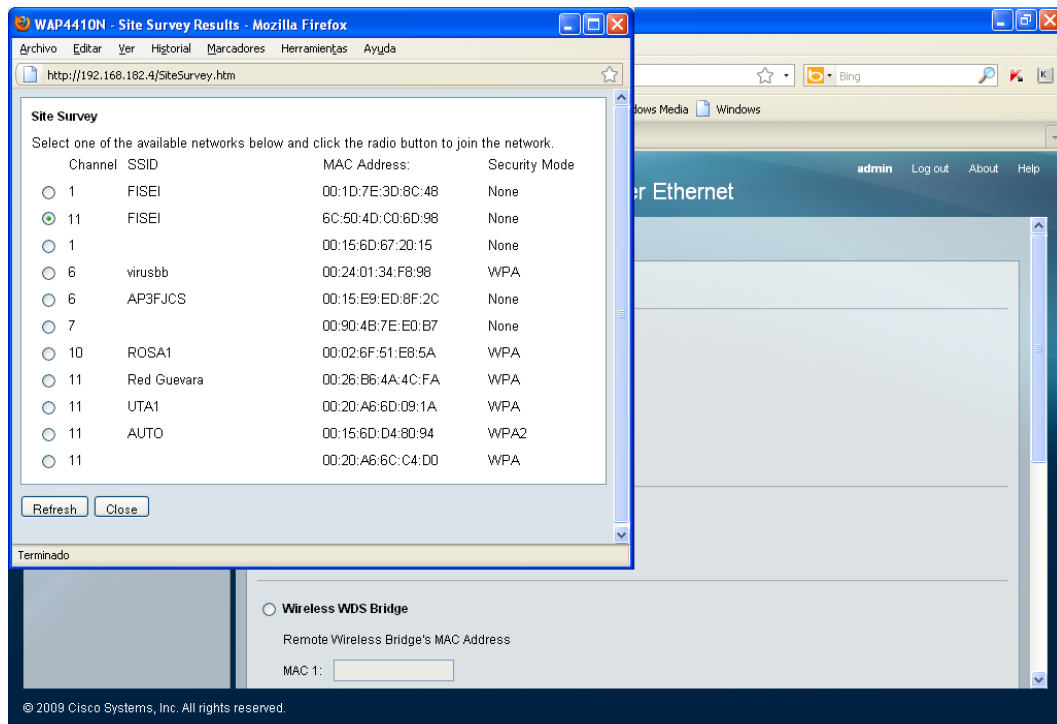 WAP4410N - Site Survey Results - Mozilla Firefox
Archivo Editar Ver Historial Marcadores Herramientas Ayuda
http://192.168.182.4/SiteSurvey.htm
Bing
dows Media Windows
Site Survey
Select one of the available networks below and click the radio button to join the network.
Channel SSID MAC Address: Security Mode
1 FISEI 00:1D:7E:3D:8C:48 None
11 FISEI 6C:50:4D:C0:6D:98 None
1 00:15:6D:67:20:15 None
6 virusbb 00:24:01:34:F8:98 WPA
6 AP3FJCS 00:15:E9:ED:8F:2C None
7 00:90:4B:7E:E0:B7 None
10 ROSA1 00:02:6F:51:E8:5A WPA
11 Red Guevara 00:26:B6:4A:4C:FA WPA
11 UTA1 00:20:A6:6D:09:1A WPA
11 AUTO 00:15:6D:D4:80:94 WPA2
11 00:20:A6:6C:C4:D0 WPA
Refresh Close
Terminado
admin Log out About Help
er Ethernet
Wireless WDS Bridge
Remote Wireless Bridge's MAC Address
MAC 1:
© 2009 Cisco Systems, Inc. All rights reserved.